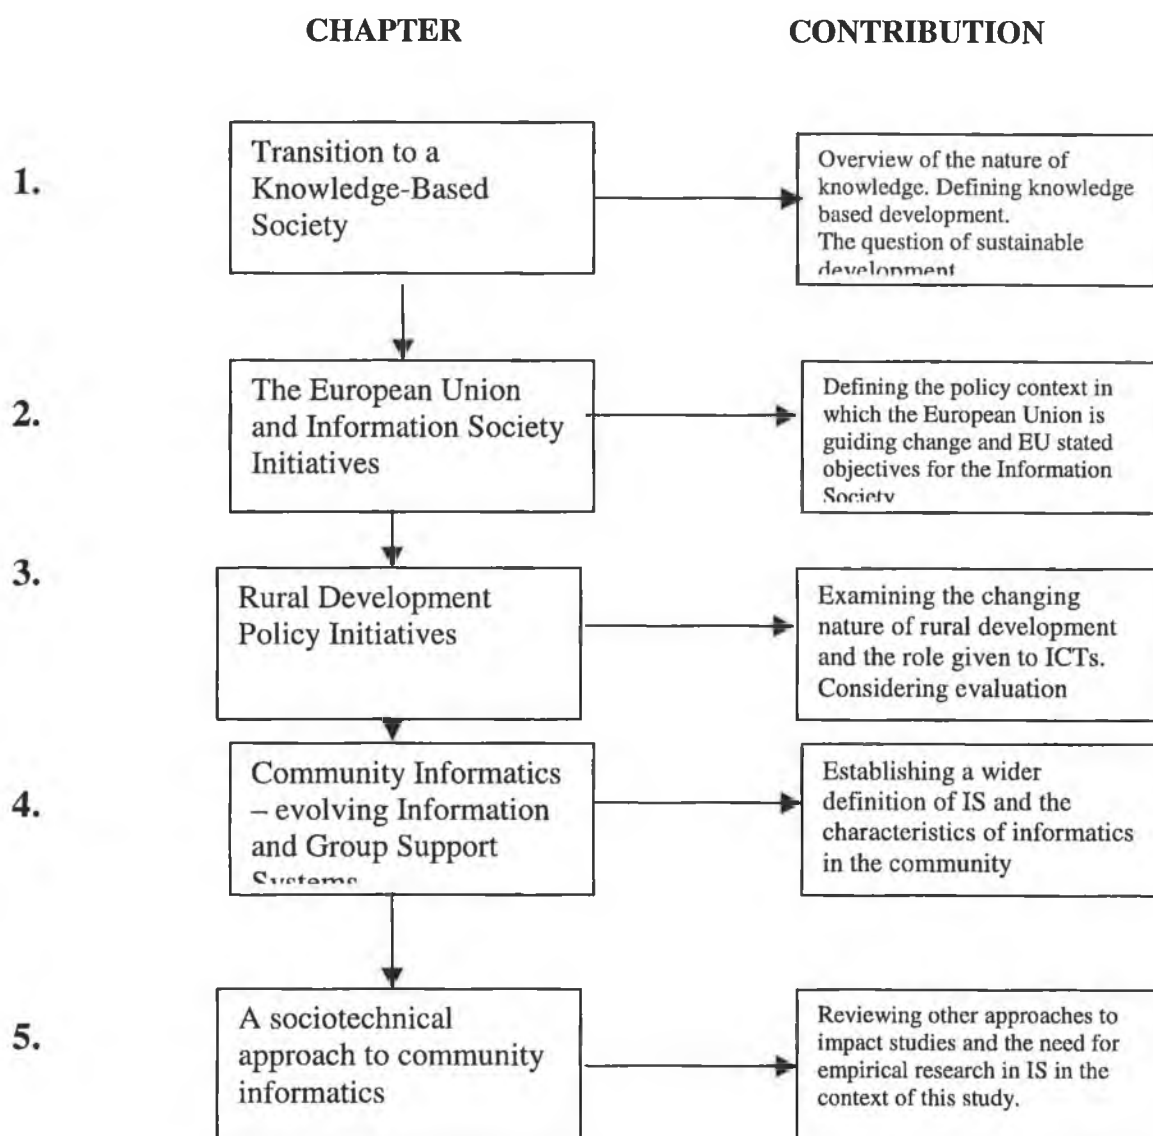 CHAPTER
CONTRIBUTION
1.
Transition to a
Knowledge-Based
Society
Overview of the nature of
knowledge. Defining knowledge
based development.
The question of sustainable
development
2.
The European Union
and Information Society
Initiatives
Defining the policy context in
which the European Union is
guiding change and EU stated
objectives for the Information
Society
3.
Rural Development
Policy Initiatives
Examining the changing
nature of rural development
and the role given to ICTs.
Considering evaluation
4.
Community Informatics
– evolving Information
and Group Support
Systems
Establishing a wider
definition of IS and the
characteristics of informatics
in the community
5.
A sociotechnical
approach to community
informatics
Reviewing other approaches to
impact studies and the need for
empirical research in IS in the
context of this study.